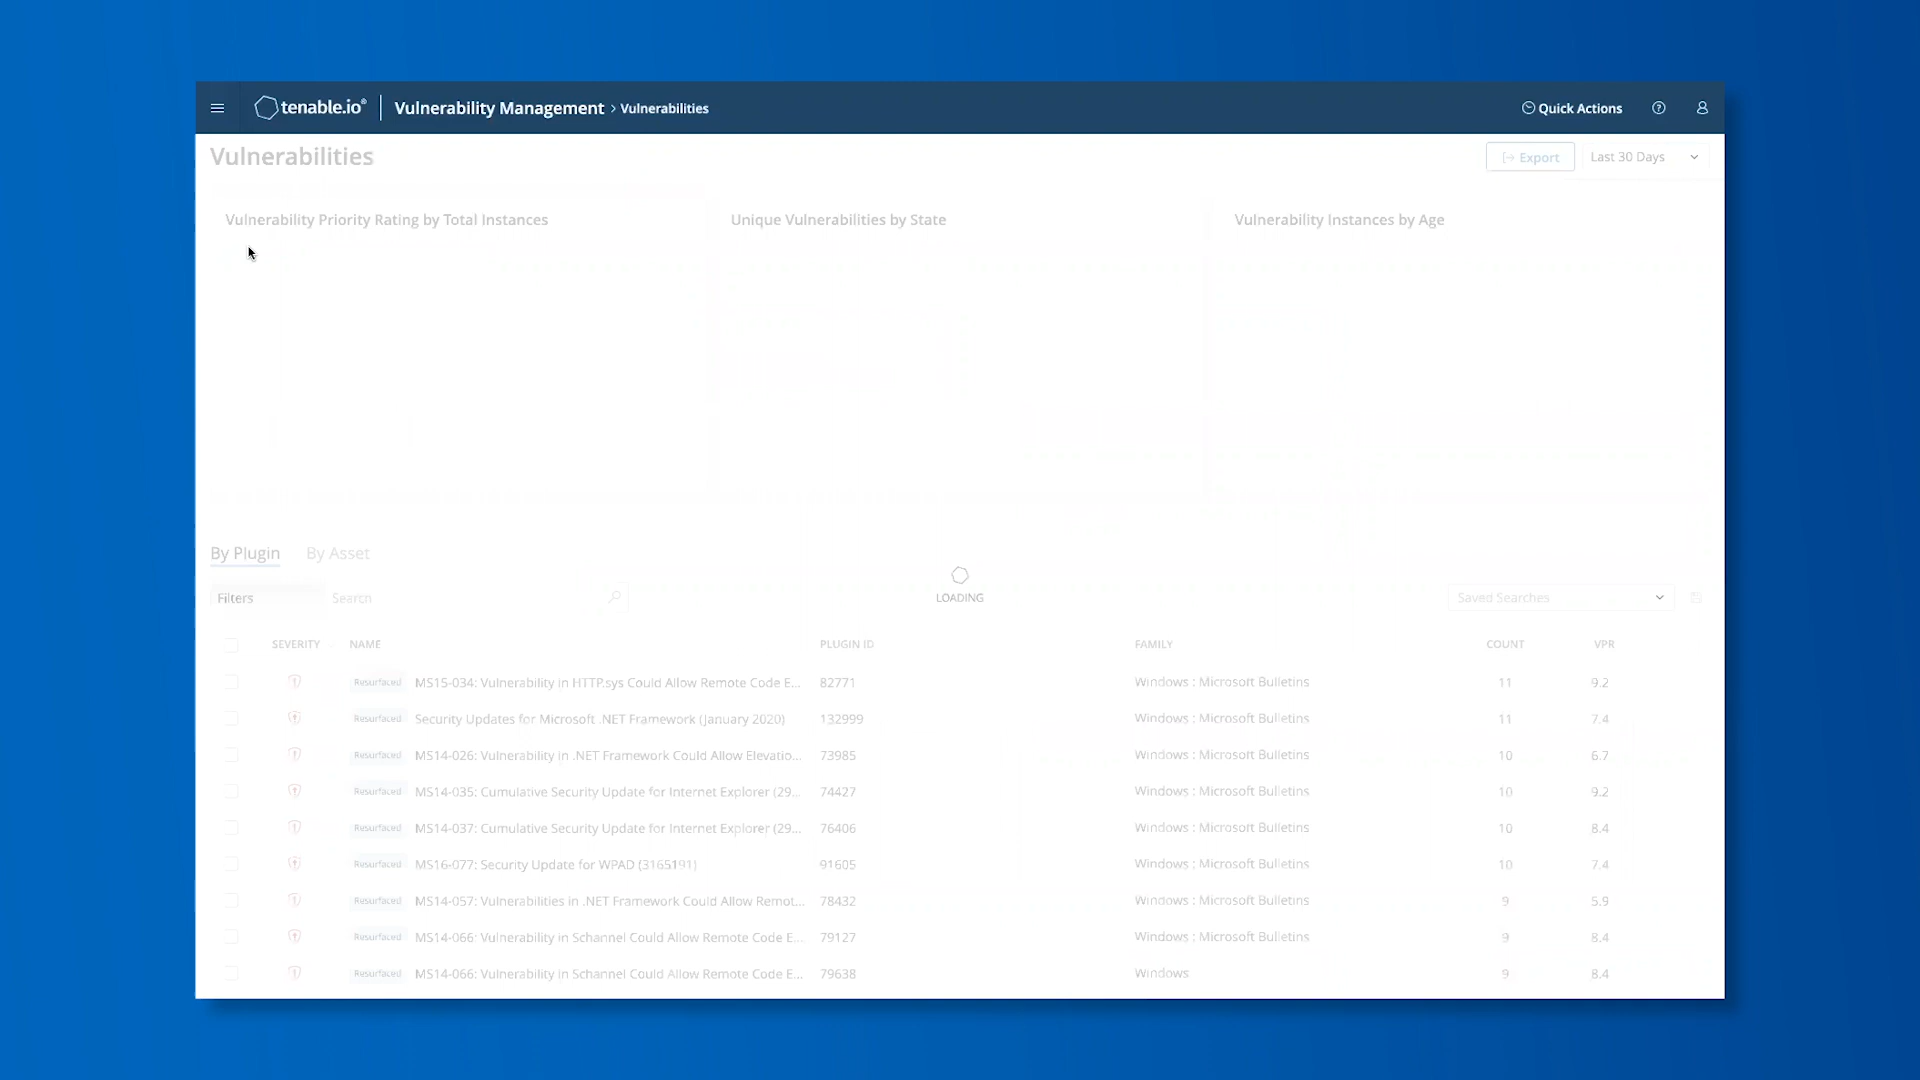 tenable.io® Vulnerability Management > Vulnerabilities Quick Actions
Vulnerabilities Export Last 30 Days
Vulnerability Priority Rating by Total Instances Unique Vulnerabilities by State Vulnerability Instances by Age
By Plugin By Asset
LOADING
Filters Search Saved Searches
SEVERITY NAME PLUGIN ID FAMILY COUNT VPR
Resurfaced MS15-034: Vulnerability in HTTP.sys Could Allow Remote Code E... 82771 Windows : Microsoft Bulletins 11 9.2
Resurfaced Security Updates for Microsoft .NET Framework (January 2020) 132999 Windows : Microsoft Bulletins 11 7.4
Resurfaced MS14-026: Vulnerability in .NET Framework Could Allow Elevatio... 73985 Windows : Microsoft Bulletins 10 6.7
Resurfaced MS14-035: Cumulative Security Update for Internet Explorer (29... 74427 Windows : Microsoft Bulletins 10 9.2
Resurfaced MS14-037: Cumulative Security Update for Internet Explorer (29... 76406 Windows : Microsoft Bulletins 10 8.4
Resurfaced MS16-077: Security Update for WPAD (3165191) 91605 Windows : Microsoft Bulletins 10 7.4
Resurfaced MS14-057: Vulnerabilities in .NET Framework Could Allow Remot... 78432 Windows : Microsoft Bulletins 9 5.9
Resurfaced MS14-066: Vulnerability in Schannel Could Allow Remote Code E... 79127 Windows : Microsoft Bulletins 9 8.4
Resurfaced MS14-066: Vulnerability in Schannel Could Allow Remote Code E... 79638 Windows 9 8.4